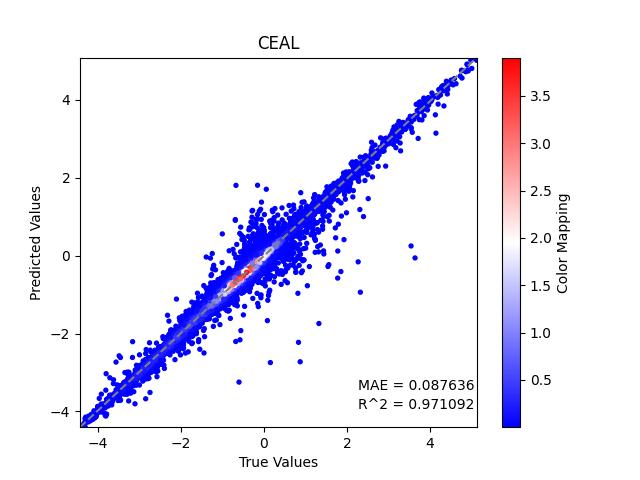 CEAL
Predicted Values
4
2
0
−2
−4
−4
−2
0
2
4
True Values
MAE = 0.087636
R^2 = 0.971092
3.5
3.0
2.5
2.0
1.5
1.0
0.5
Color Mapping